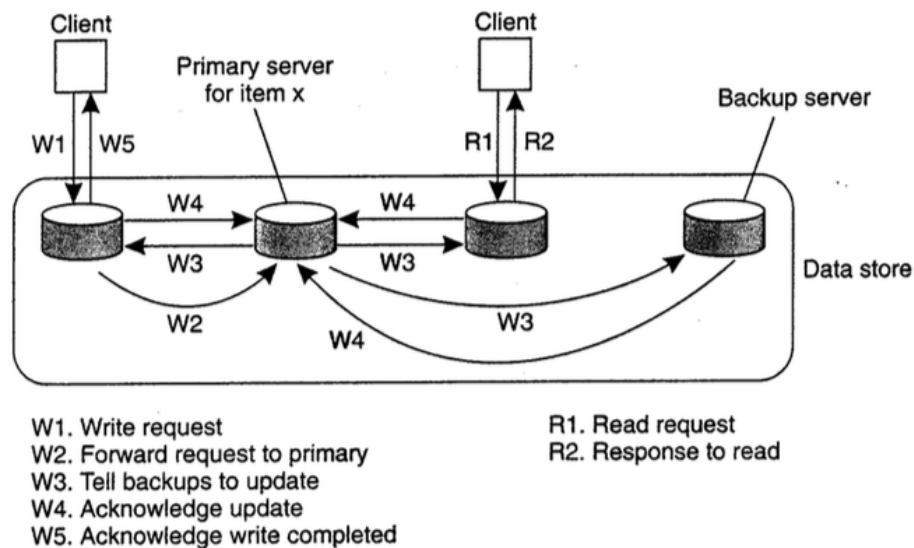 Client
Client
Primary server
for item x
Backup server
W1
W5
R1
R2
W4
W4
W3
W3
Data store
W2
W3
W4
W1. Write request
W2. Forward request to primary
W3. Tell backups to update
W4. Acknowledge update
W5. Acknowledge write completed
R1. Read request
R2. Response to read